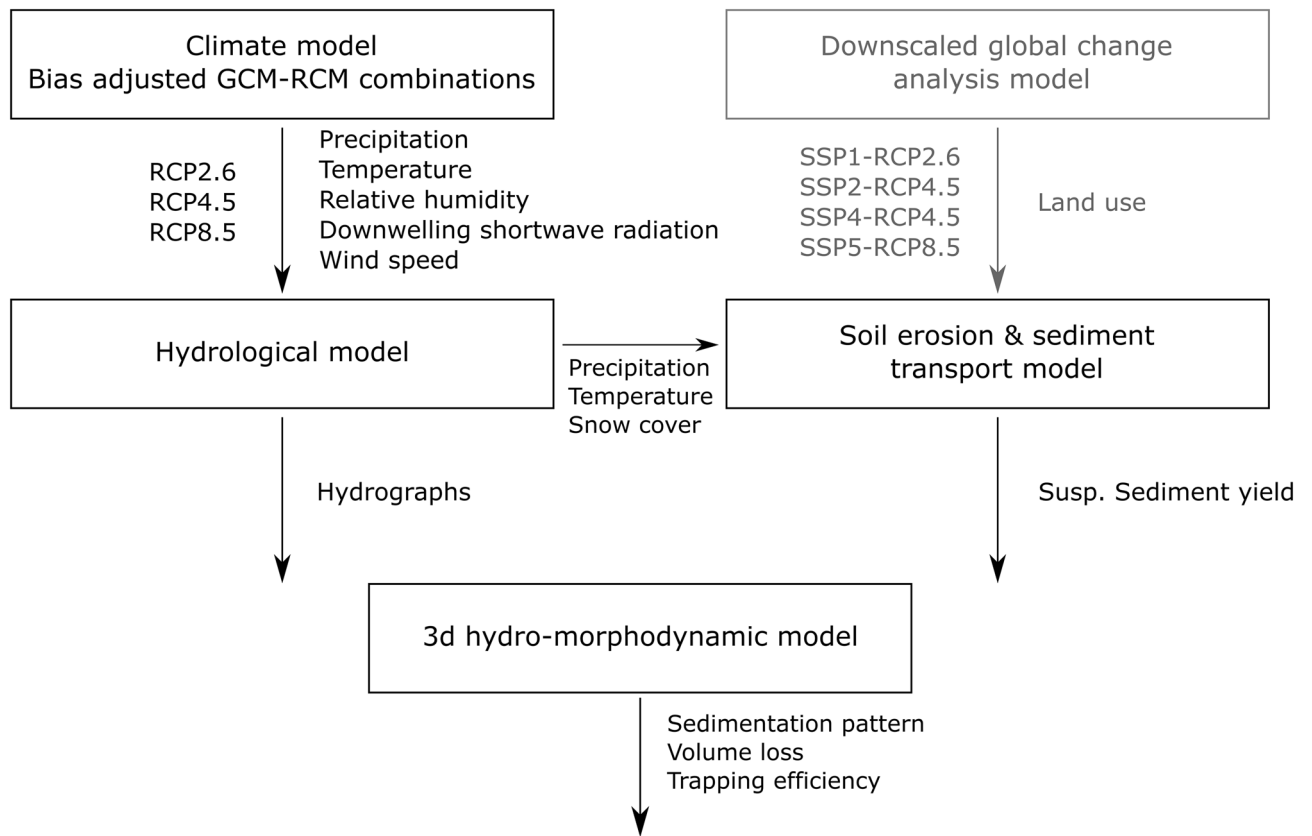 Climate model
Bias adjusted GCM-RCM combinations
Downscaled global change
analysis model
RCP2.6
RCP4.5
RCP8.5
Precipitation
Temperature
Relative humidity
Downwelling shortwave radiation
Wind speed
SSP1-RCP2.6
SSP2-RCP4.5
SSP4-RCP4.5
SSP5-RCP8.5
Land use
Hydrological model
Precipitation
Temperature
Snow cover
Soil erosion & sediment
transport model
Hydrographs
Susp. Sediment yield
3d hydro-morphodynamic model
Sedimentation pattern
Volume loss
Trapping efficiency